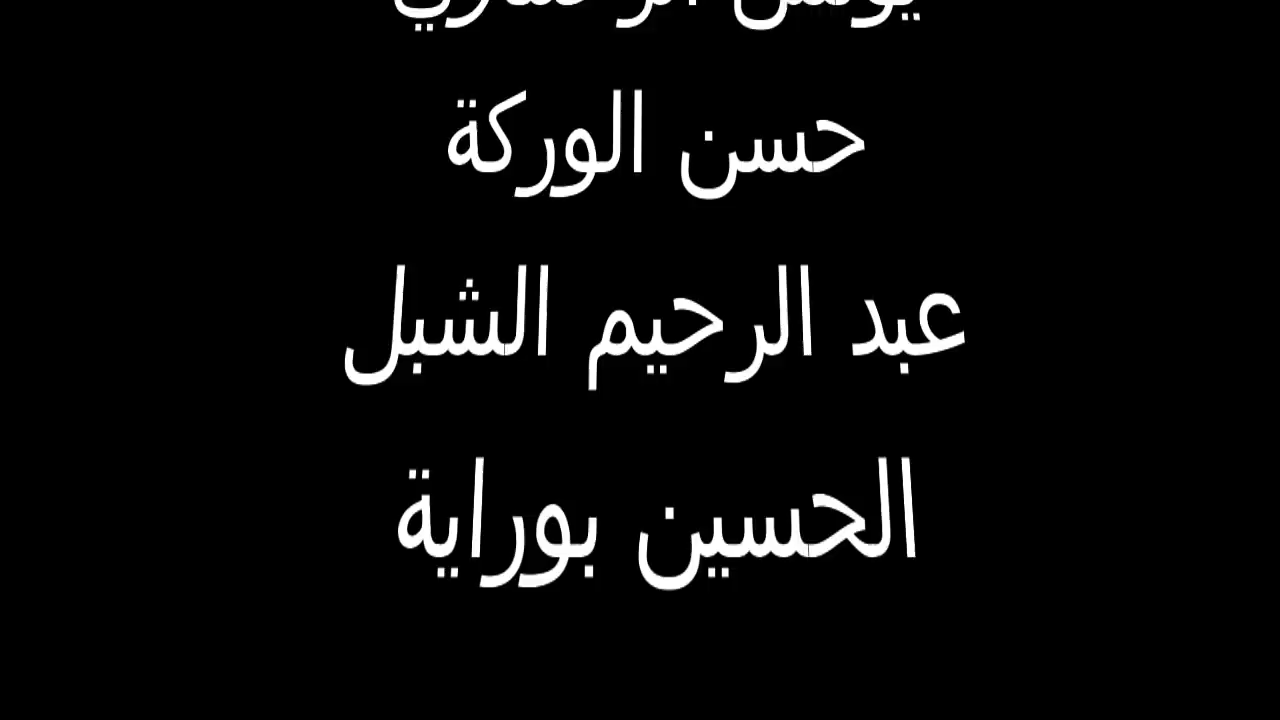 حسن الوركة
عبد الرحيم الشبل
الحسين بوراية